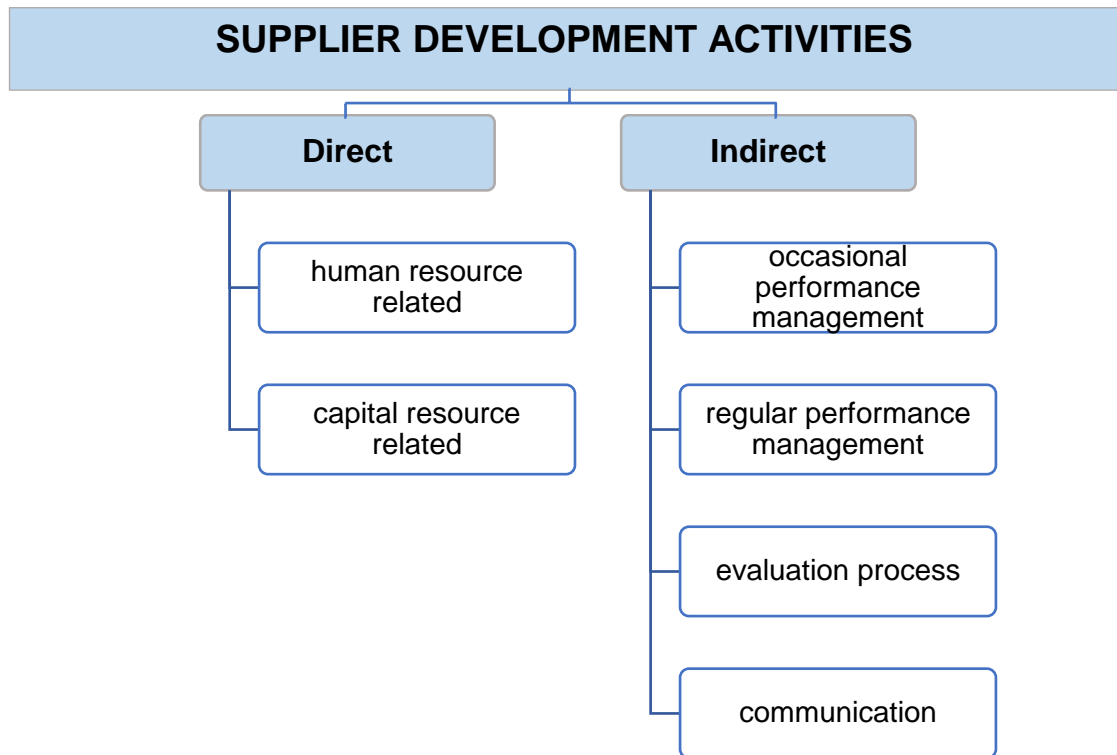 SUPPLIER DEVELOPMENT ACTIVITIES
Direct
human resource
related
capital resource
related
Indirect
occasional
performance
management
regular performance
management
evaluation process
communication